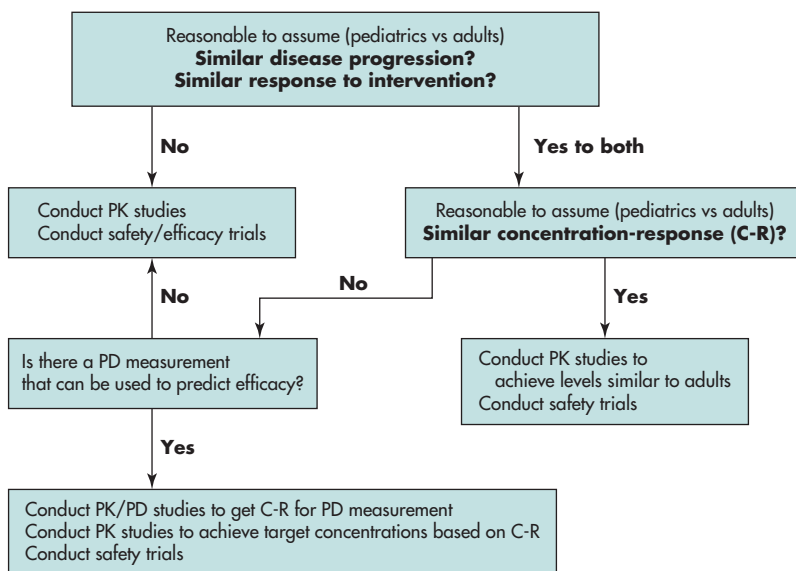 Reasonable to assume (pediatrics vs adults)
Similar disease progression?
Similar response to intervention?
No
Yes to both
Conduct PK studies
Conduct safety/efficacy trials
Reasonable to assume (pediatrics vs adults)
Similar concentration-response (C-R)?
No
No
Yes
Is there a PD measurement
that can be used to predict efficacy?
Conduct PK studies to
achieve levels similar to adults
Conduct safety trials
Yes
Conduct PK/PD studies to get C-R for PD measurement
Conduct PK studies to achieve target concentrations based on C-R
Conduct safety trials